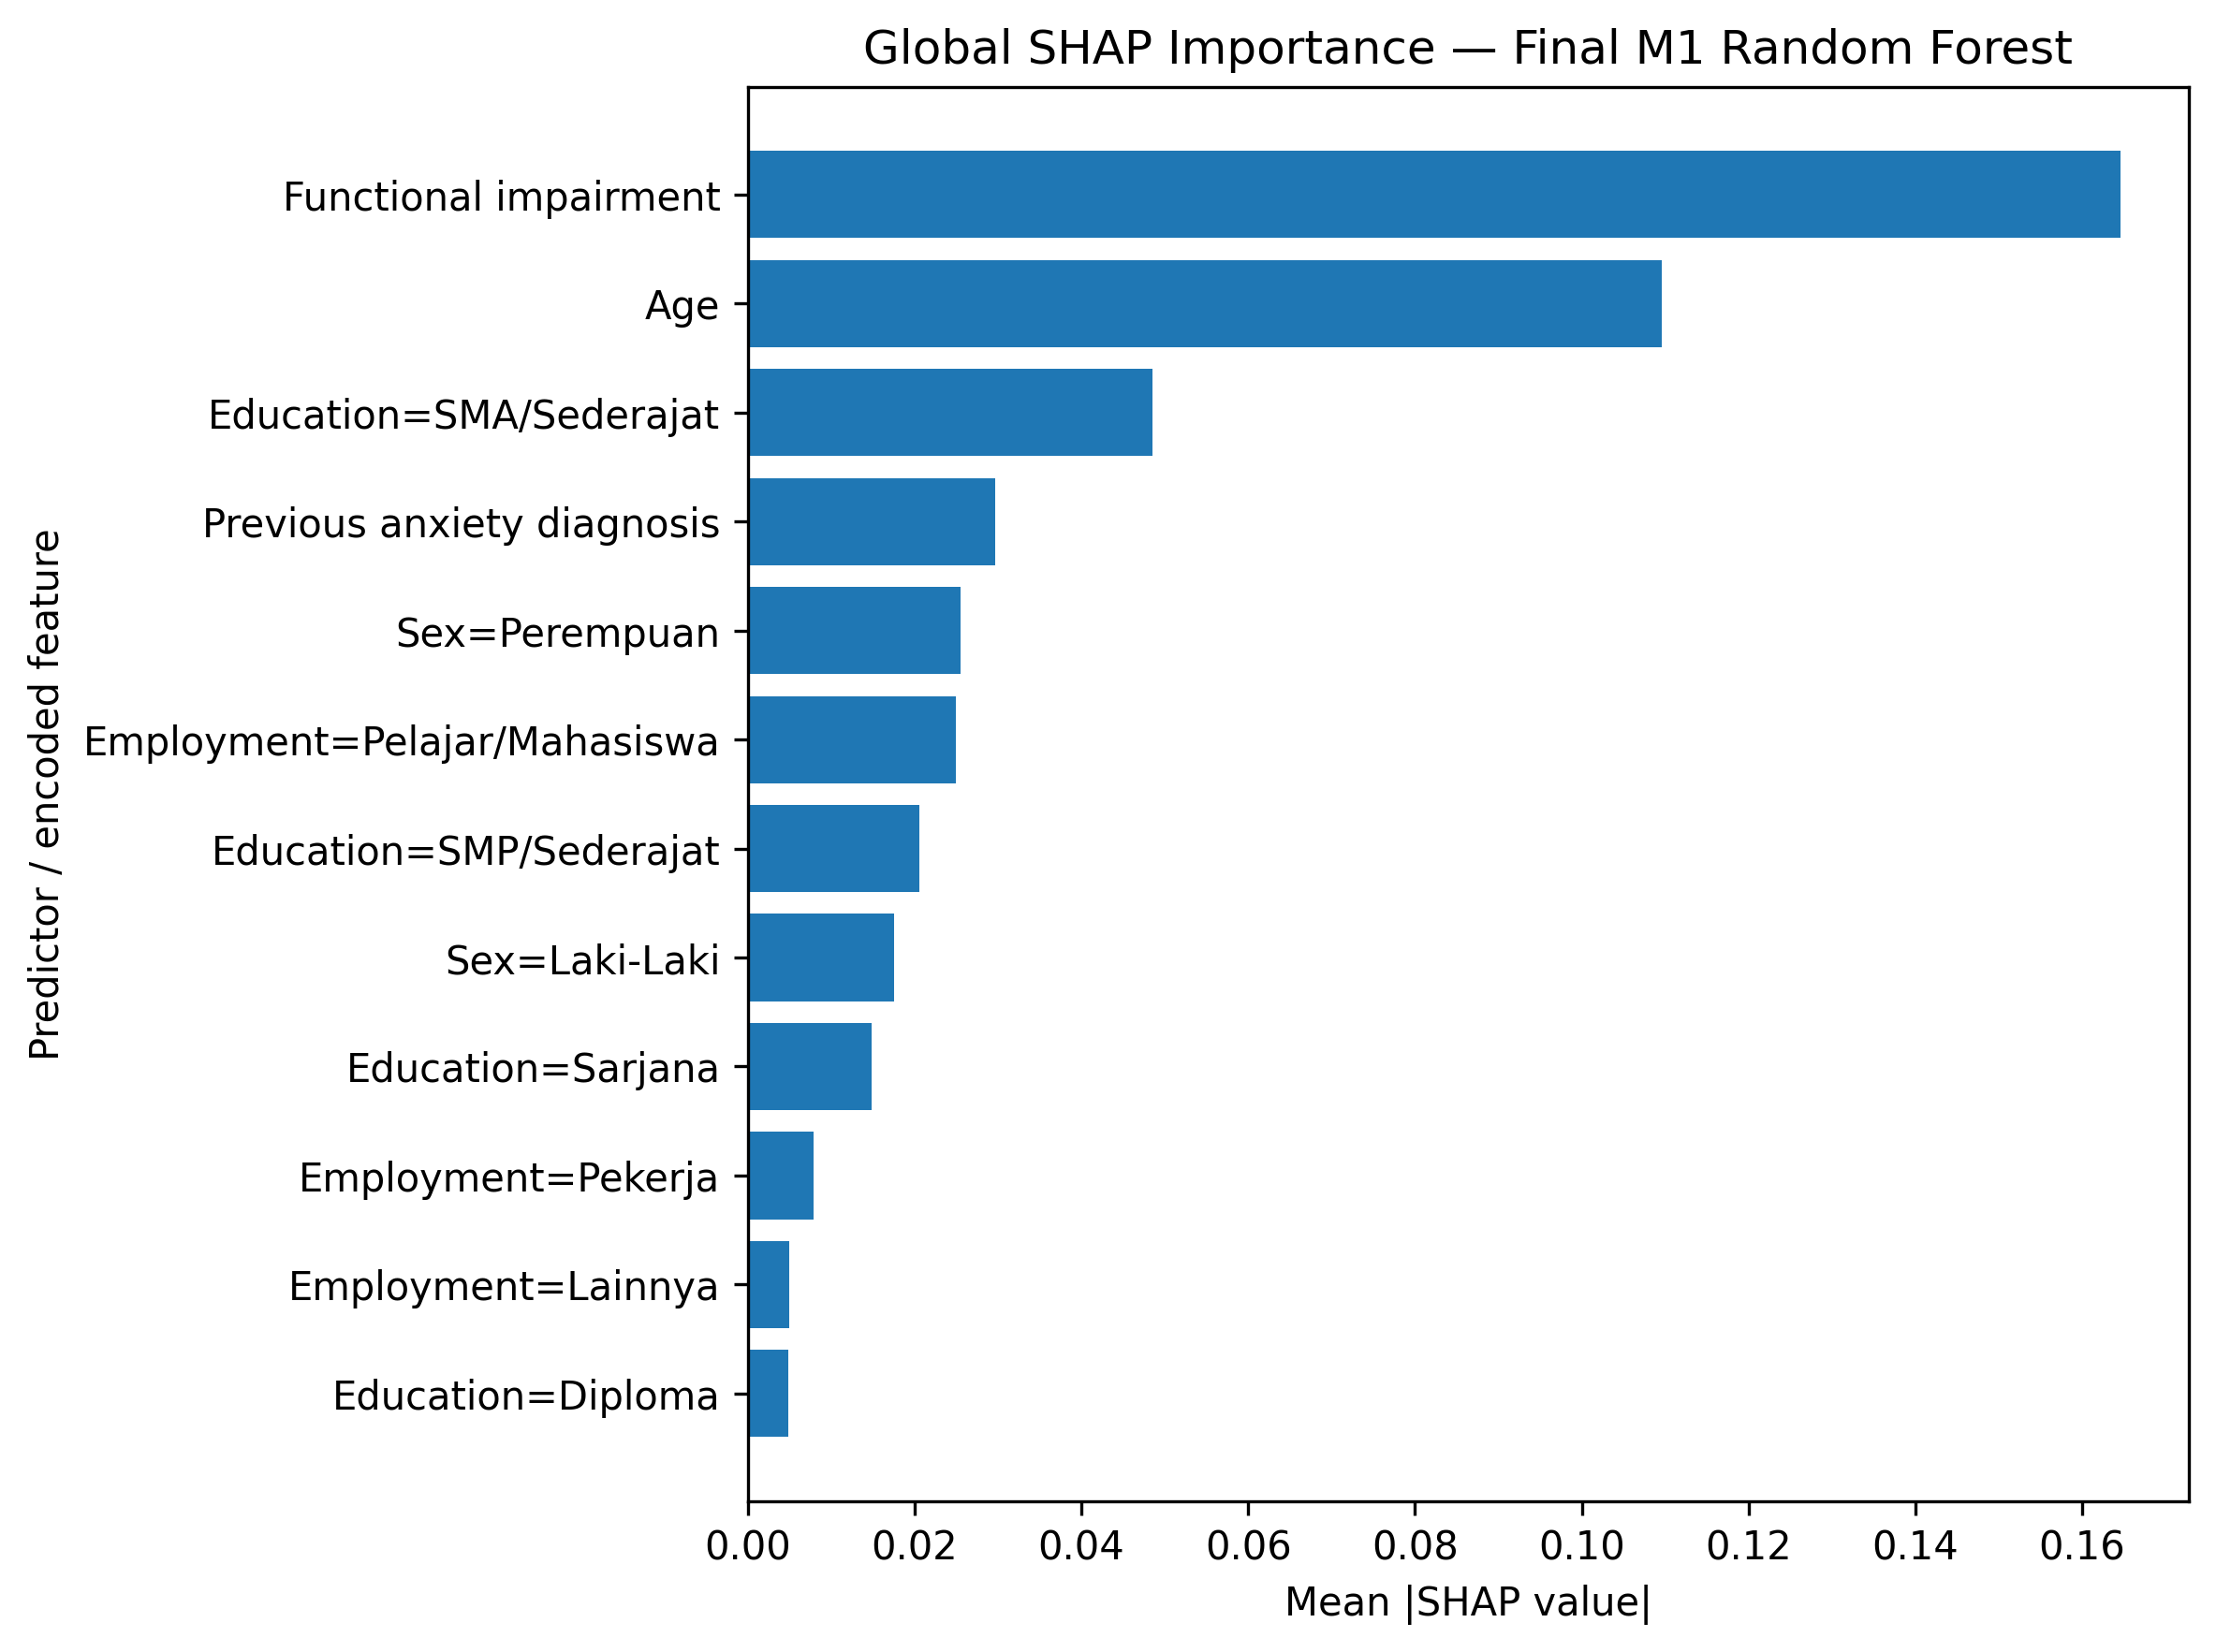 Global SHAP Importance — Final M1 Random Forest
Predictor / encoded feature
Functional impairment
Age
Education=SMA/Sederajat
Previous anxiety diagnosis
Sex=Perempuan
Employment=Pelajar/Mahasiswa
Education=SMP/Sederajat
Sex=Laki-Laki
Education=Sarjana
Employment=Pekerja
Employment=Lainnya
Education=Diploma
0.00 0.02 0.04 0.06 0.08 0.10 0.12 0.14 0.16
Mean |SHAP value|